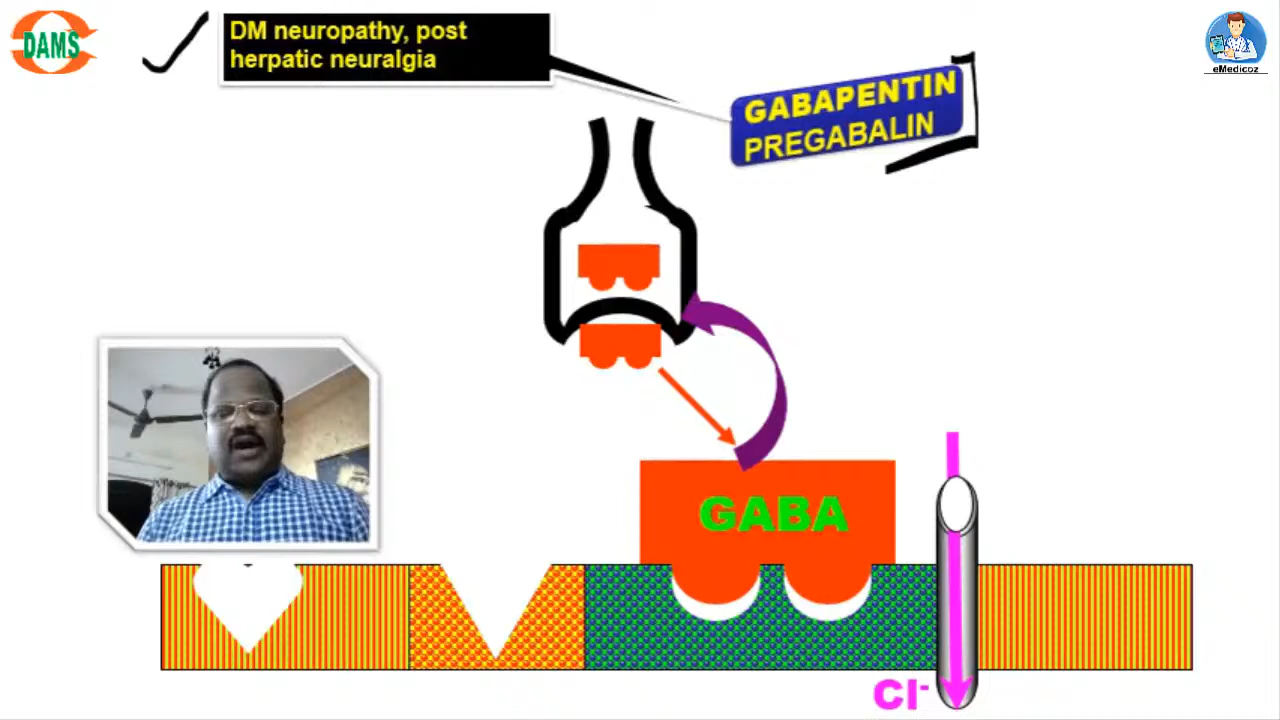 DAMS
DM neuropathy, post
herpatic neuralgia
eMedicoz
GABAPENTIN
PREGABALIN
GABA
Cl-